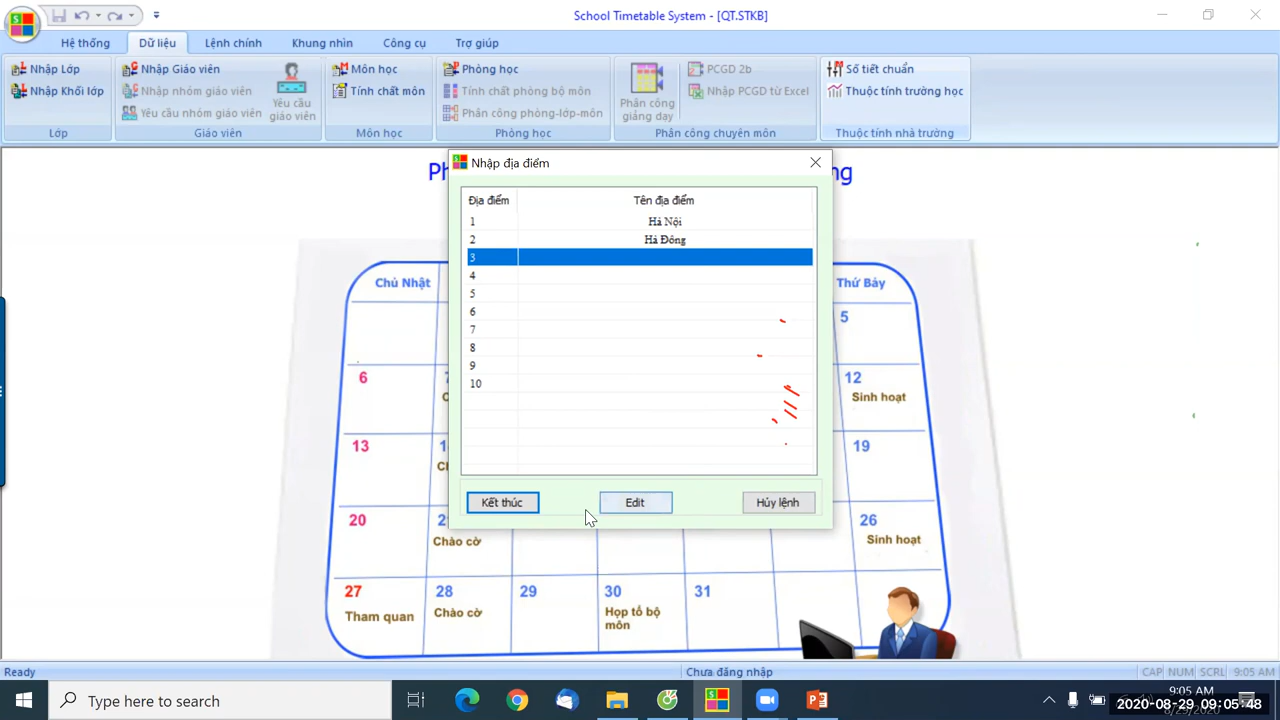 School Timetable System - [QT.STKB]
Hệ thống Dữ liệu Lệnh chính Khung nhìn Công cụ Trợ giúp
Nhập Lớp
Nhập Khối lớp
Lớp
Nhập Giáo viên
Nhập nhóm giáo viên
Yêu cầu nhóm giáo viên
Yêu cầu
giáo viên
Giáo viên
Môn học
Tính chất môn
Môn học
Phòng học
Tính chất phòng bộ môn
Phân công phòng-lớp-môn
Phòng học
Phân công
giảng dạy
PCGD 2b
Nhập PCGD từ Excel
Phân công chuyên môn
Số tiết chuẩn
Thuộc tính trường học
Thuộc tính nhà trường
Nhập địa điểm
Địa điểm Tên địa điểm
1 Hà Nội
2 Hà Đông
3
4
5
6
7
8
9
10
Kết thúc Edit Hủy lệnh
Chủ Nhật Thứ Bảy
5
6 12
Sinh hoạt
13 19
20 26
Chào cờ Sinh hoạt
27 28 29 30 31
Tham quan Chào cờ Họp tổ bộ
môn
Ready Chưa đăng nhập CAP NUM SCRL 9:05 AM
Type here to search
9:05 AM
2020-08-29 09:05:48